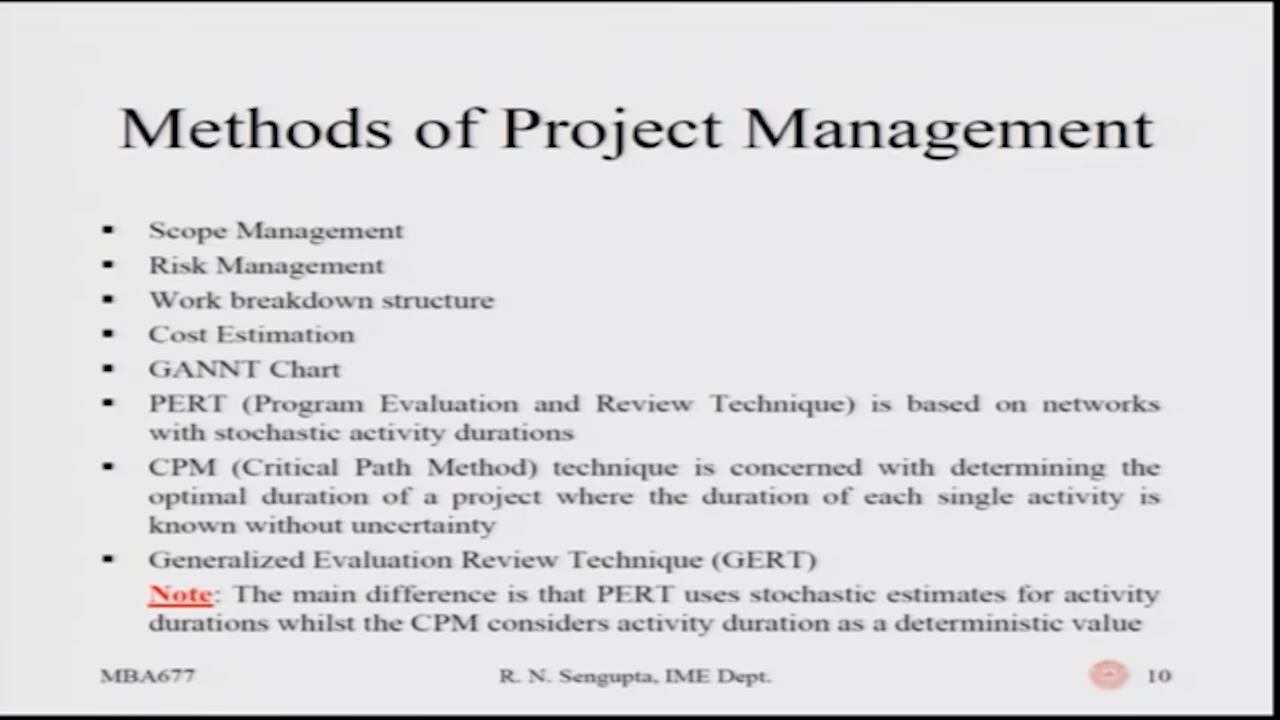 Methods of Project Management
▪ Scope Management
▪ Risk Management
▪ Work breakdown structure
▪ Cost Estimation
▪ GANNT Chart
▪ PERT (Program Evaluation and Review Technique) is based on networks
with stochastic activity durations
▪ CPM (Critical Path Method) technique is concerned with determining the
optimal duration of a project where the duration of each single activity is
known without uncertainty
▪ Generalized Evaluation Review Technique (GERT)
Note: The main difference is that PERT uses stochastic estimates for activity
durations whilst the CPM considers activity duration as a deterministic value
MBA677 R. N. Sengupta, IME Dept. 10